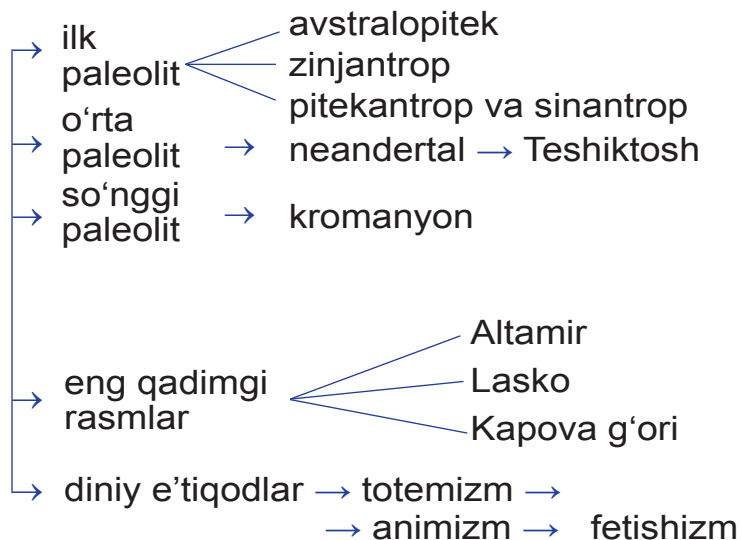 ilk
paleolit
avstralopitek
zinjantrop
pitekantrop va sinantrop
o‘rta
paleolit → neandertal → Teshiktosh
so‘nggi
paleolit → kromanyon
eng qadimgi
rasmlar
Altamir
Lasko
Kapova g‘ori
diniy e’tiqodlar → totemizm →
→ animizm → fetishizm